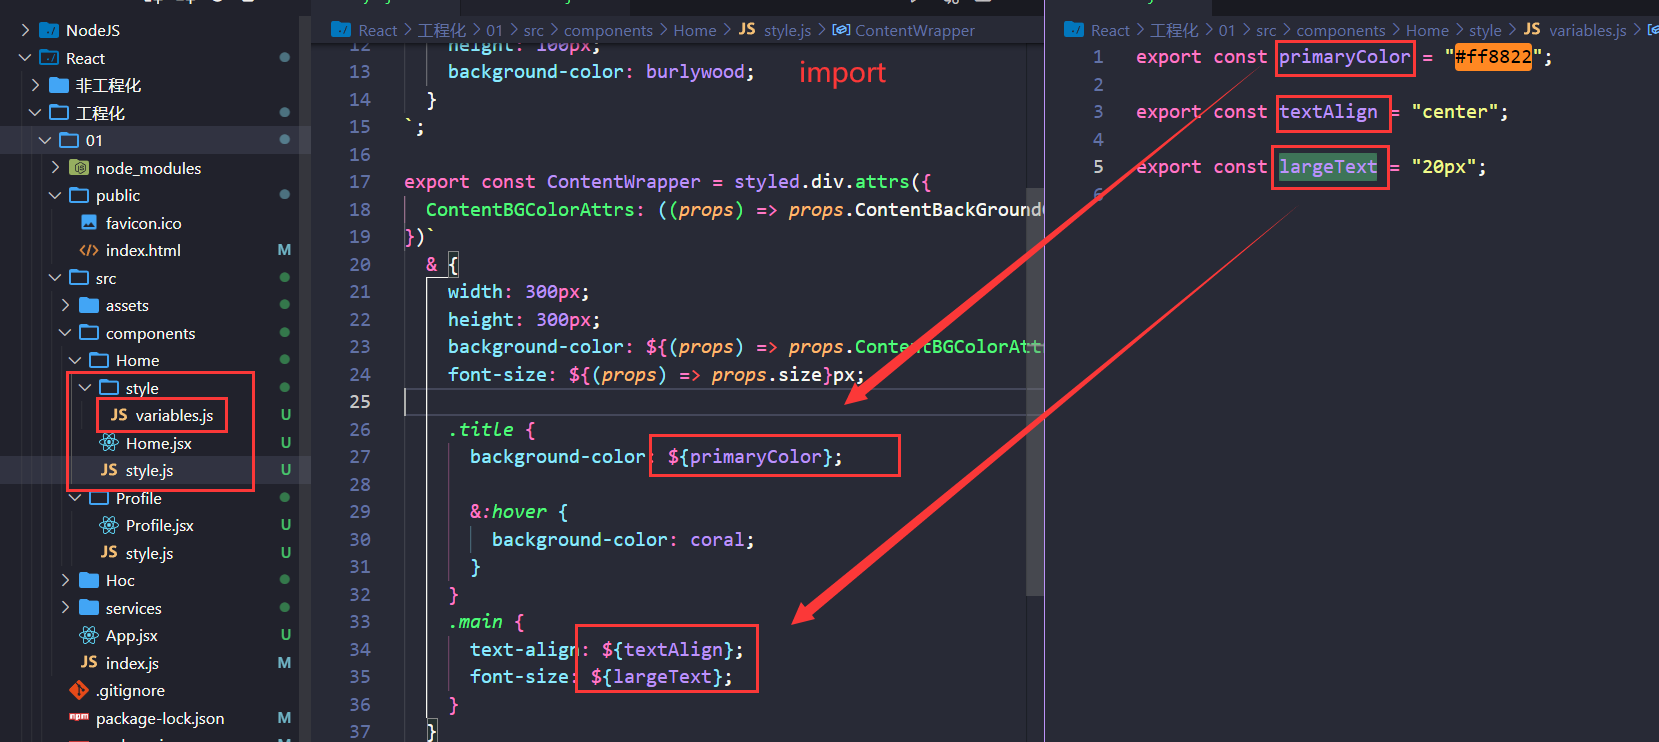 NodeJS
React
非工程化
工程化
01
node_modules
public
favicon.ico
index.html M
src
assets
components
Home
style
JS variables.js U
Home.jsx U
JS style.js U
Profile
Profile.jsx U
JS style.js U
Hoc
services
App.jsx U
JS index.js M
.gitignore
npm package-lock.json M
React > 工程化 > 01 > src > components > Home > JS style.js > ContentWrapper
12 height: 100px;
13 background-color: burlywood;
import
14 }
15 `;
16
17 export const ContentWrapper = styled.div.attrs({
18 ContentBGColorAttrs: ((props) => props.ContentBackGround
19 })`
20 & {
21 width: 300px;
22 height: 300px;
23 background-color: ${(props) => props.ContentBGColorAtt
24 font-size: ${(props) => props.size}px;
25
26 .title {
27 background-color: ${primaryColor};
28
29 &:hover {
30 background-color: coral;
31 }
32 }
33 .main {
34 text-align: ${textAlign};
35 font-size: ${largeText};
36 }
37 }
React > 工程化 > 01 > src > components > Home > style > JS variables.js >
1 export const primaryColor = "#ff8822";
2
3 export const textAlign = "center";
4
5 export const largeText = "20px";
6